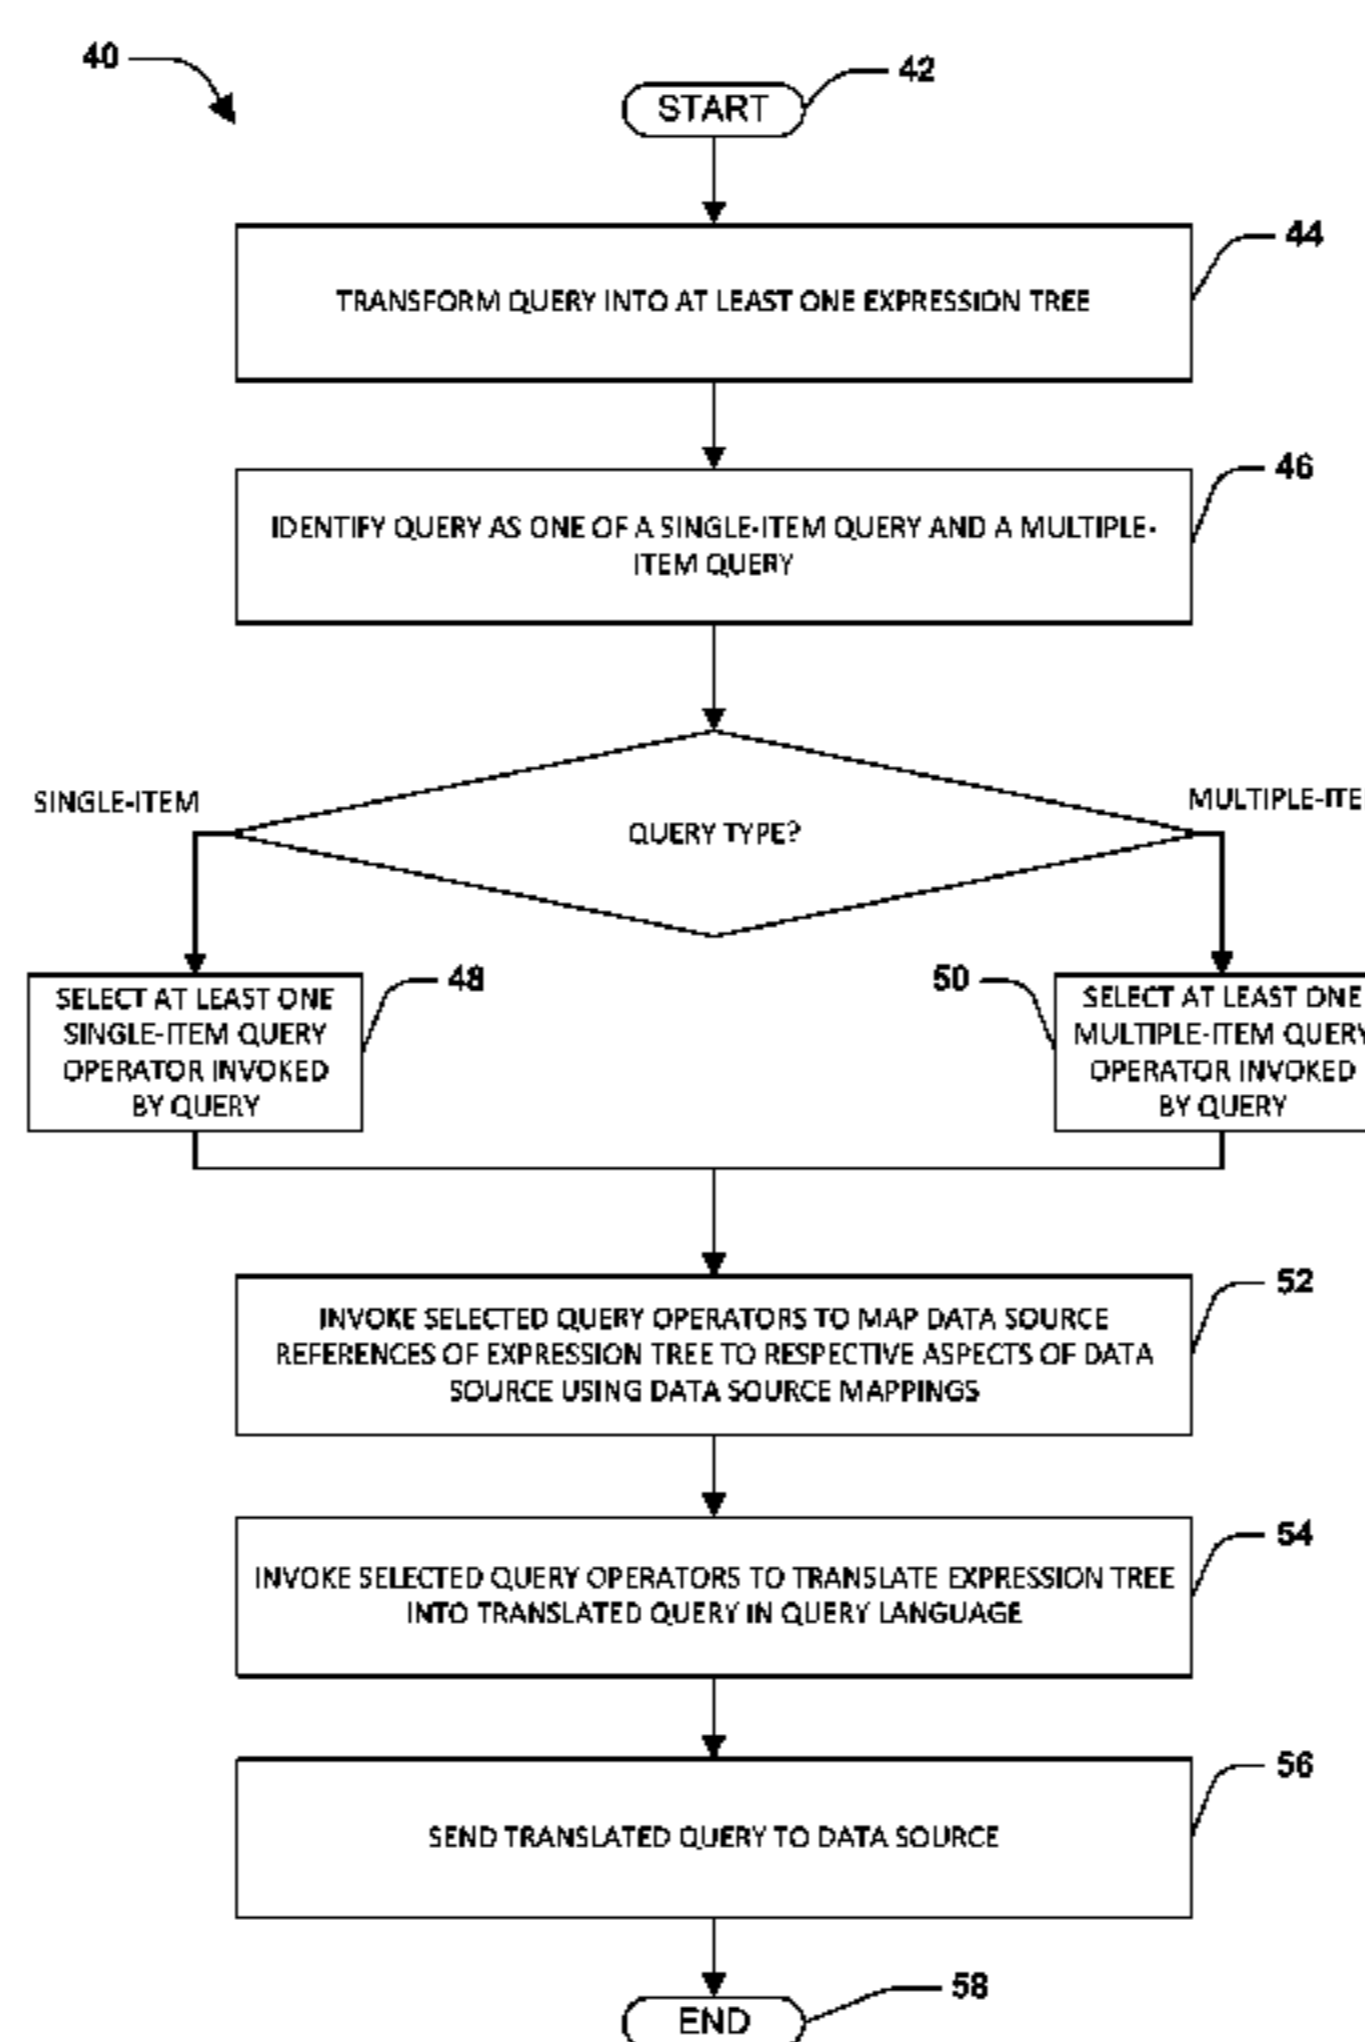 40
START
42
TRANSFORM QUERY INTO AT LEAST ONE EXPRESSION TREE
44
IDENTIFY QUERY AS ONE OF A SINGLE-ITEM QUERY AND A MULTIPLE-
ITEM QUERY
46
SINGLE-ITEM
QUERY TYPE?
MULTIPLE-ITE
SELECT AT LEAST ONE
SINGLE-ITEM QUERY
OPERATOR INVOKED
BY QUERY
48
50
SELECT AT LEAST ONE
MULTIPLE-ITEM QUERY
OPERATOR INVOKED
BY QUERY
INVOKE SELECTED QUERY OPERATORS TO MAP DATA SOURCE
REFERENCES OF EXPRESSION TREE TO RESPECTIVE ASPECTS OF DATA
SOURCE USING DATA SOURCE MAPPINGS
52
INVOKE SELECTED QUERY OPERATORS TO TRANSLATE EXPRESSION TREE
INTO TRANSLATED QUERY IN QUERY LANGUAGE
54
SEND TRANSLATED QUERY TO DATA SOURCE
56
END
58